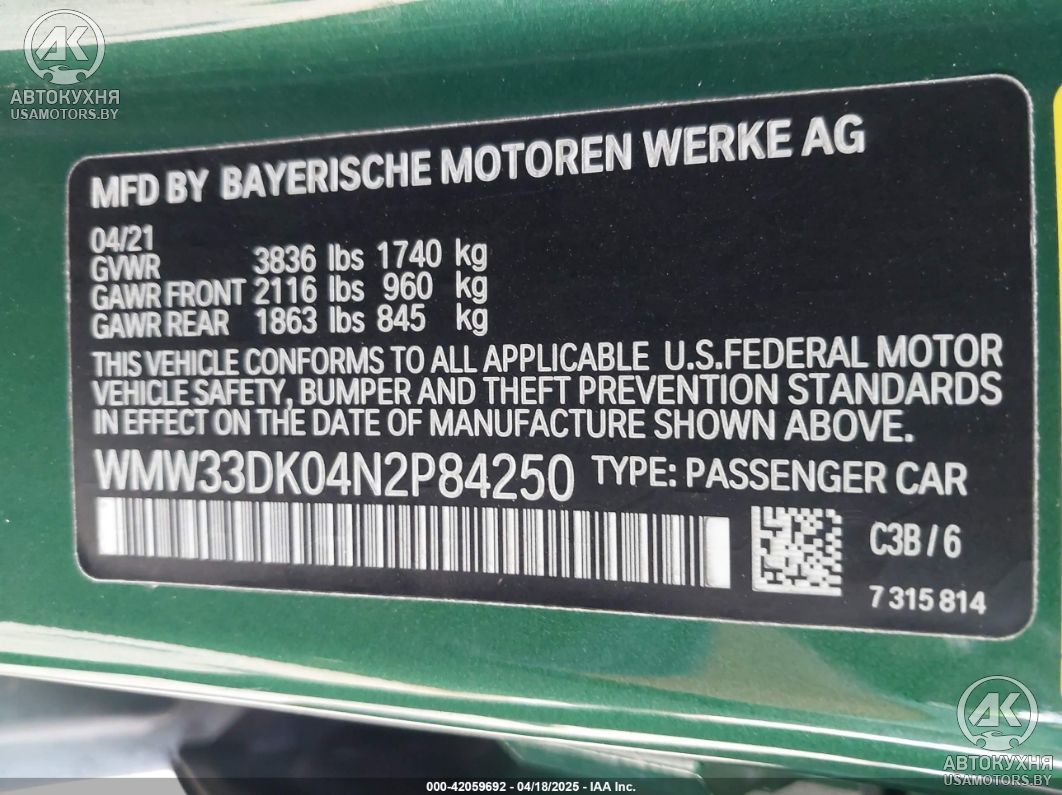 АК
АВТОКУХНЯ
USAMOTORS.BY
MFD BY BAYERISCHE MOTOREN WERKE AG
04/21
GVWR 3836 lbs 1740 kg
GAWR FRONT 2116 lbs 960 kg
GAWR REAR 1863 lbs 845 kg
THIS VEHICLE CONFORMS TO ALL APPLICABLE U.S.FEDERAL MOTOR
VEHICLE SAFETY, BUMPER AND THEFT PREVENTION STANDARDS
IN EFFECT ON THE DATE OF MANUFACTURE SHOWN ABOVE.
WMW33DK04N2P84250 TYPE: PASSENGER CAR
C3B / 6
7 315 814
АК
АВТОКУХНЯ
USAMOTORS.BY
000-42059692 - 04/18/2025 - IAA Inc.